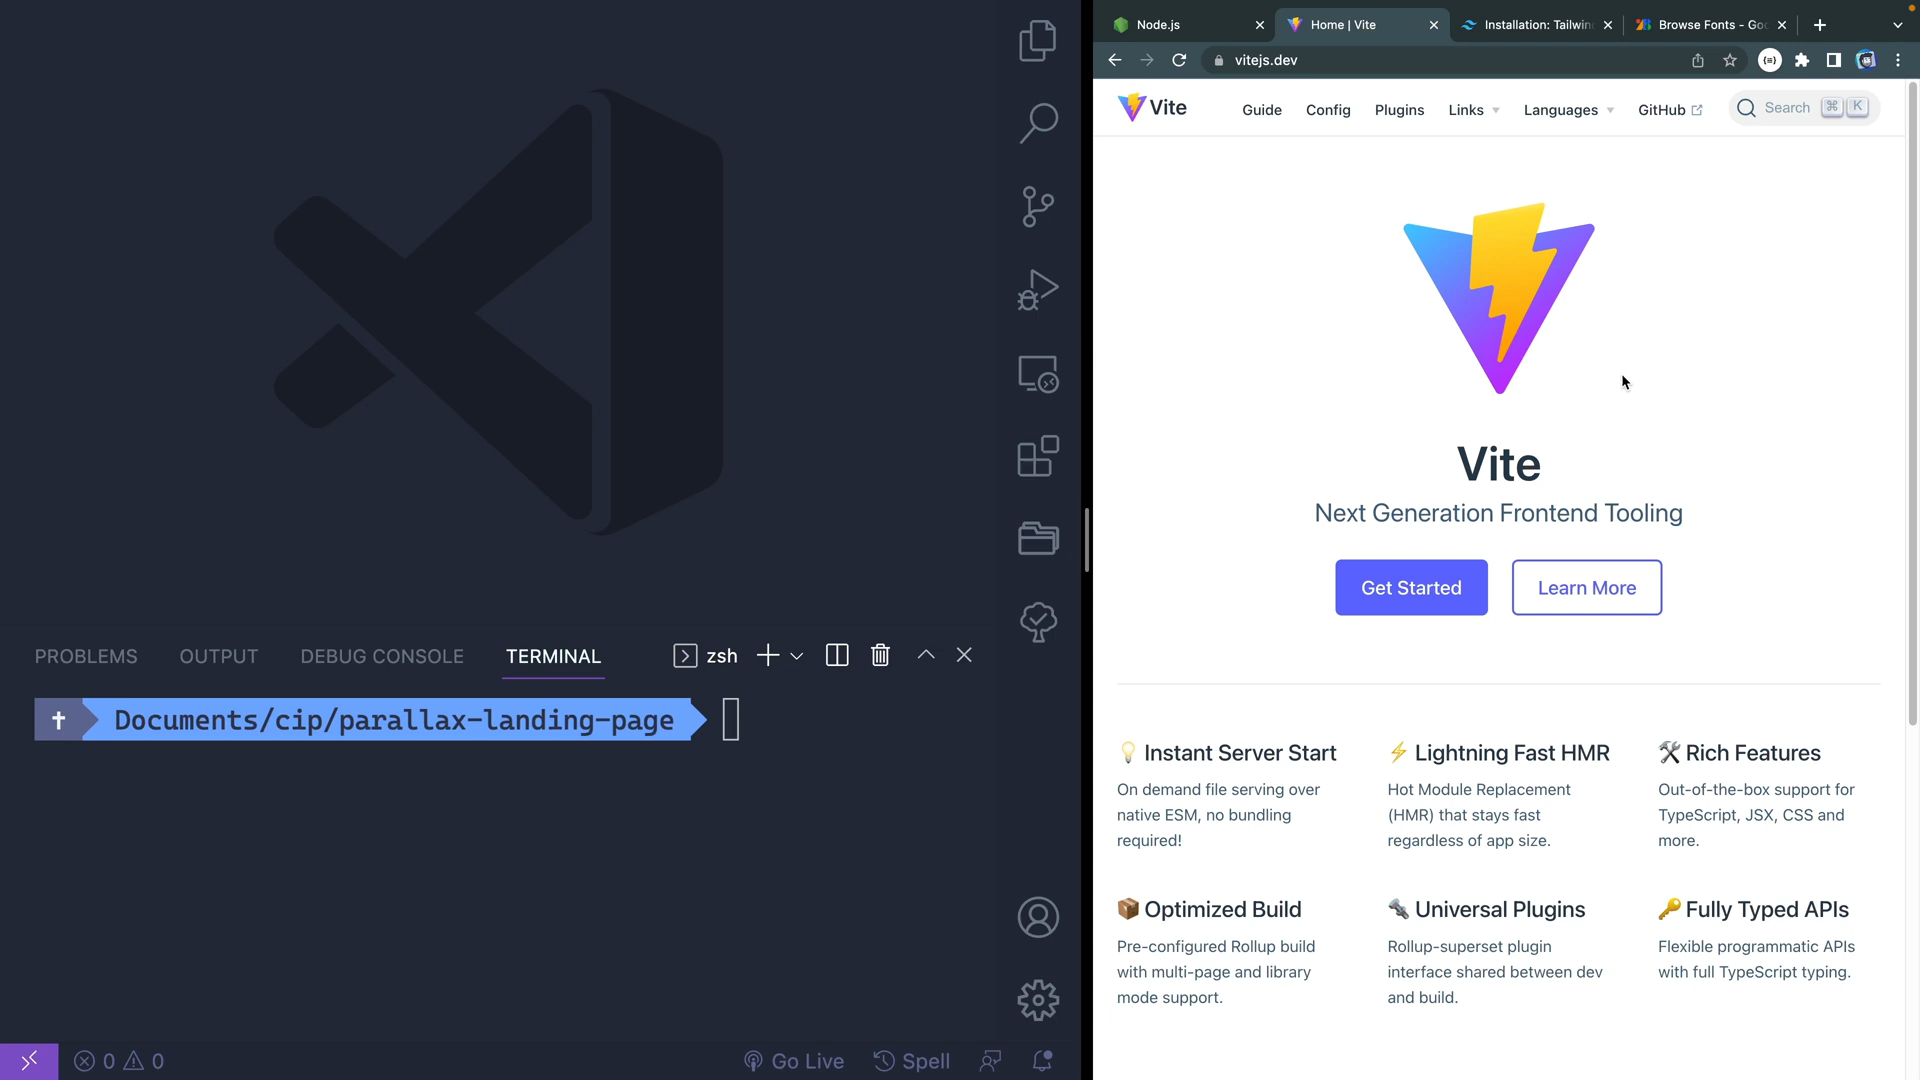 PROBLEMS
OUTPUT
DEBUG CONSOLE
TERMINAL
zsh
Documents/cip/parallax-landing-page
0
0
Go Live
Spell
Node.js
Home | Vite
Installation: Tailwin
Browse Fonts - Goo
vitejs.dev
Vite
Guide
Config
Plugins
Links
Languages
GitHub
Search
⌘
K
Vite
Next Generation Frontend Tooling
Get Started
Learn More
💡 Instant Server Start
On demand file serving over
native ESM, no bundling
required!
⚡ Lightning Fast HMR
Hot Module Replacement
(HMR) that stays fast
regardless of app size.
🛠️ Rich Features
Out-of-the-box support for
TypeScript, JSX, CSS and
more.
📦 Optimized Build
Pre-configured Rollup build
with multi-page and library
mode support.
🔩 Universal Plugins
Rollup-superset plugin
interface shared between dev
and build.
🔑 Fully Typed APIs
Flexible programmatic APIs
with full TypeScript typing.